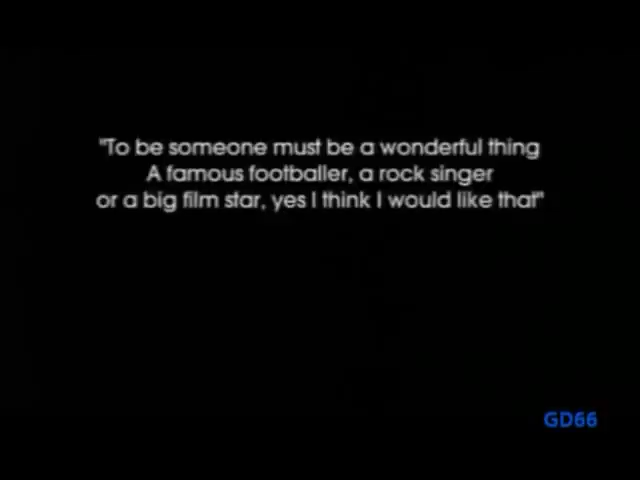 "To be someone must be a wonderful thing
A famous footballer, a rock singer
or a big film star, yes I think I would like that"
GD66